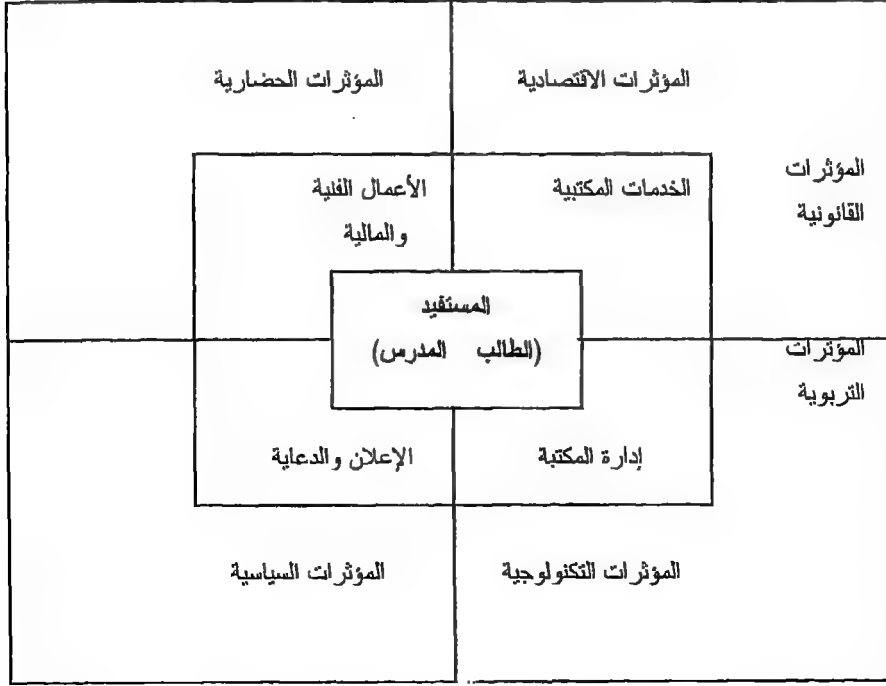 المؤثرات الاقتصادية
المؤثرات الحضارية
المؤثرات
القانونية
الخدمات المكتبية
الأعمال الفنية
والمالية
المستفيد
(الطالب المدرس)
المؤثرات
التربوية
إدارة المكتبة
الإعلان والدعاية
المؤثرات التكنولوجية
المؤثرات السياسية